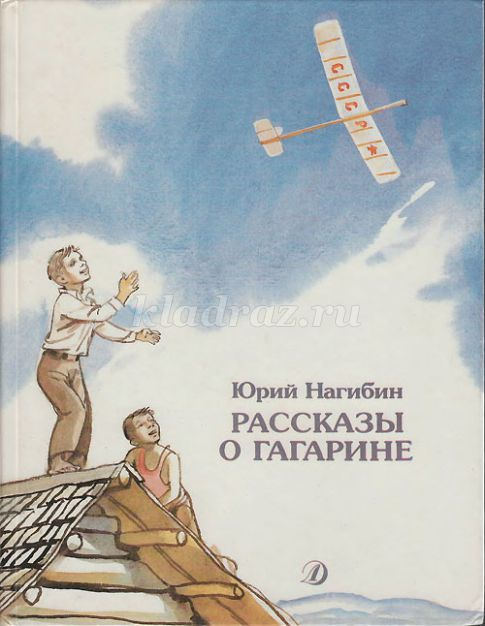 СССР
kladraz.ru
Юрий Нагибин
РАССКАЗЫ
О ГАГАРИНЕ
Д